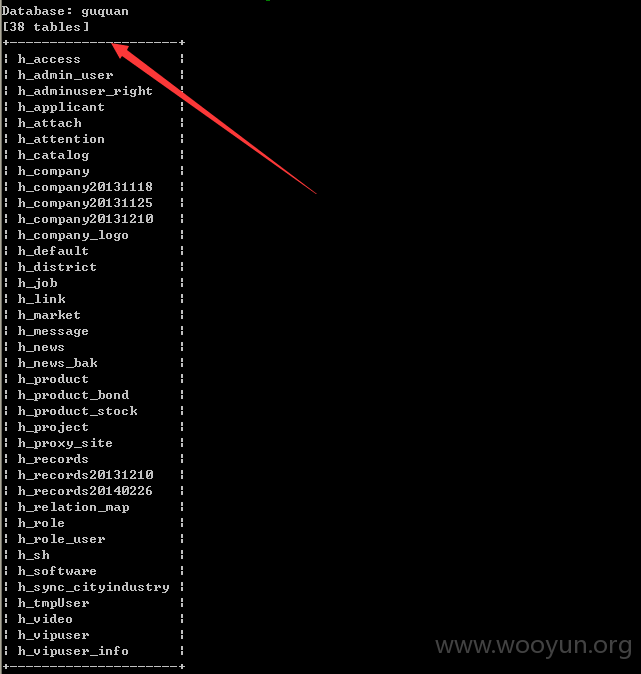 Database: guquan
[38 tables]
+---------------------+
| h_access            |
| h_admin_user        |
| h_adminuser_right   |
| h_applicant         |
| h_attach            |
| h_attention         |
| h_catalog           |
| h_company           |
| h_company20131118   |
| h_company20131125   |
| h_company20131210   |
| h_company_logo      |
| h_default           |
| h_district          |
| h_job               |
| h_link              |
| h_market            |
| h_message           |
| h_news              |
| h_news_bak          |
| h_product           |
| h_product_bond      |
| h_product_stock     |
| h_project           |
| h_proxy_site        |
| h_records           |
| h_records20131210   |
| h_records20140226   |
| h_relation_map      |
| h_role              |
| h_role_user         |
| h_sh                |
| h_software          |
| h_sync_cityindustry |
| h_tmpUser           |
| h_video             |
| h_vipuser           |
| h_vipuser_info      |
+---------------------+
www.wooyun.org